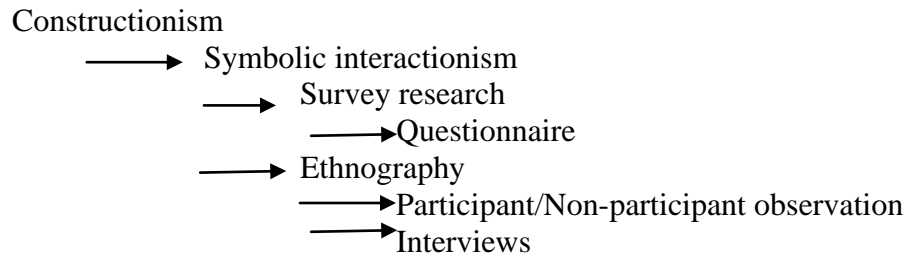 Constructionism
Symbolic interactionism
Survey research
Questionnaire
Ethnography
Participant/Non-participant observation
Interviews